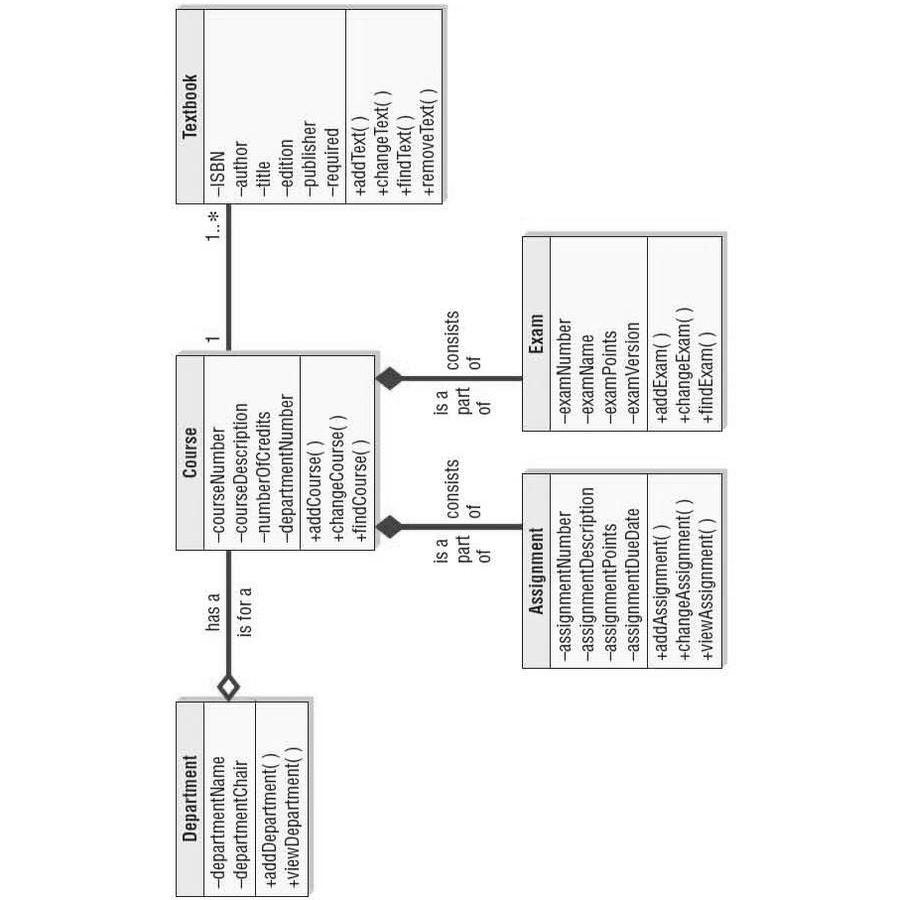 Department
–departmentName
–departmentChair
+addDepartment( )
+viewDepartment( )
has a
is for a
Course
–courseNumber
–courseDescription
–numberOfCredits
–departmentNumber
+addCourse( )
+changeCourse( )
+findCourse( )
1
1..*
Textbook
–ISBN
–author
–title
–edition
–publisher
–required
+addText( )
+changeText( )
+findText( )
+removeText( )
is a
part
of
consists
of
is a
part
of
consists
of
Assignment
–assignmentNumber
–assignmentDescription
–assignmentPoints
–assignmentDueDate
+addAssignment( )
+changeAssignment( )
+viewAssignment( )
Exam
–examNumber
–examName
–examPoints
–examVersion
+addExam( )
+changeExam( )
+findExam( )